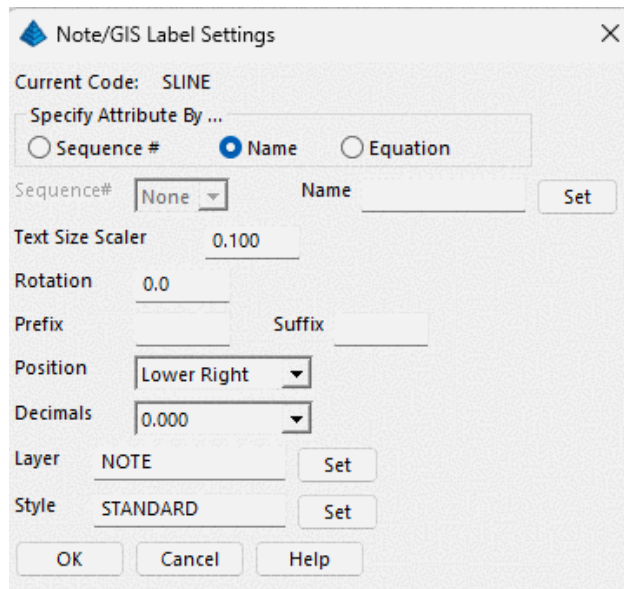 Note/GIS Label Settings
Current Code: SLINE
Specify Attribute By ...
Sequence # Name Equation
Sequence# None Name Set
Text Size Scaler 0.100
Rotation 0.0
Prefix Suffix
Position Lower Right
Decimals 0.000
Layer NOTE Set
Style STANDARD Set
OK Cancel Help